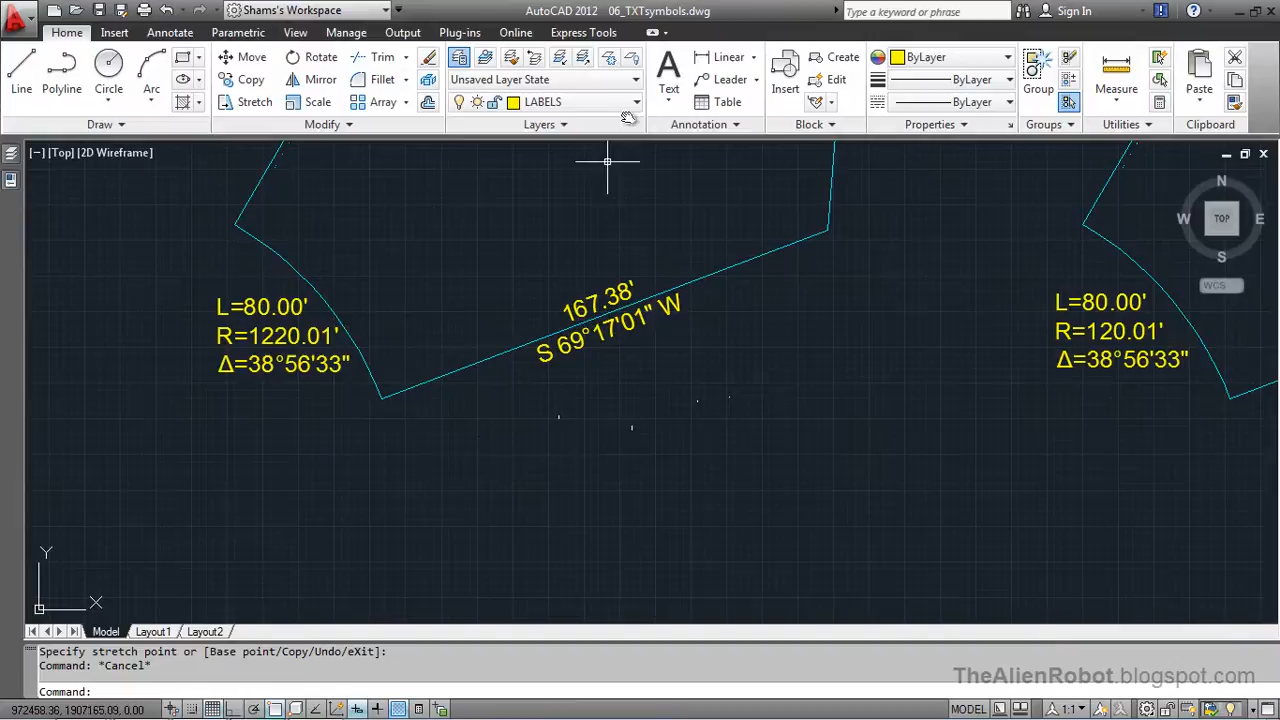 Shams's Workspace
AutoCAD 2012 06_TXTsymbols.dwg
Type a keyword or phrase
Sign In
Home Insert Annotate Parametric View Manage Output Plug-ins Online Express Tools
Line Polyline Circle Arc
Move Rotate Trim
Copy Mirror Fillet
Stretch Scale Array
Unsaved Layer State
LABELS
Text
Linear
Leader
Table
Insert
Create
Edit
ByLayer
ByLayer
ByLayer
Group
Measure
Paste
Draw Modify Layers Annotation Block Properties Groups Utilities Clipboard
[−] [Top] [2D Wireframe]
N
W TOP E
S
WCS
L=80.00'
R=1220.01'
Δ=38°56'33"
167.38'
S 69°17'01" W
L=80.00'
R=120.01'
Δ=38°56'33"
Y
X
Model Layout1 Layout2
Specify stretch point or [Base point/Copy/Undo/eXit]:
Command: *Cancel*
TheAlienRobot.blogspot.com
Command:
972458.36, 1907165.09, 0.00
MODEL
1:1